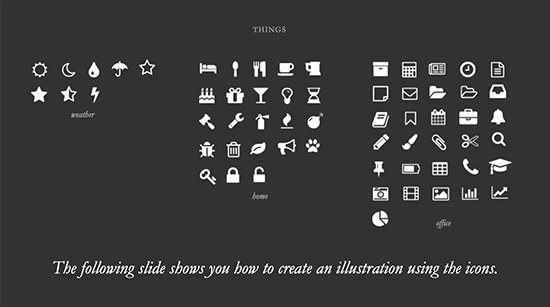 THINGS
weather
home
office
The following slide shows you how to create an illustration using the icons.